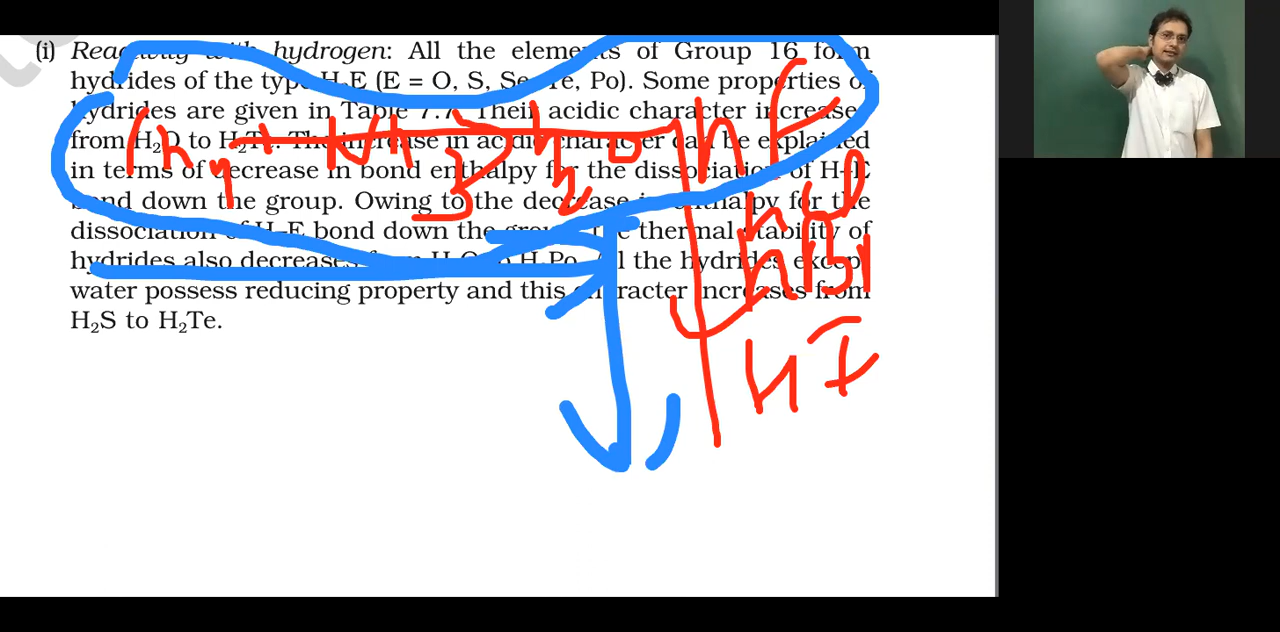 (i) Reactivity with hydrogen: All the elements of Group 16 form
hydrides of the type H₂E (E = O, S, Se, Te, Po). Some properties of
hydrides are given in Table 7.7. Their acidic character increases
from H₂O to H₂Te. The increase in acidic character can be explained
in terms of decrease in bond enthalpy for the dissociation of H–E
bond down the group. Owing to the decrease in enthalpy for the
dissociation of H–E bond down the group, the thermal stability of
hydrides also decreases from H₂O to H₂Po. All the hydrides except
water possess reducing property and this character increases from
H₂S to H₂Te.
NH3 H2O HF
HCl
HBr
HI